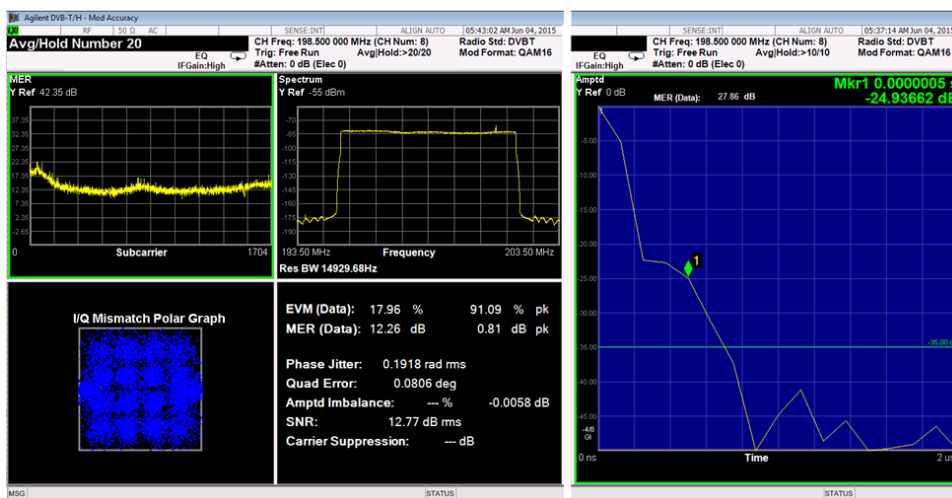 Agilent DVB-T/H - Mod Accuracy
RF 50 Ω AC SENSE:INT ALIGN AUTO 05:43:02 AM Jun 04, 2015
Avg/Hold Number 20
EQ
IFGain:High
CH Freq: 198.500 000 MHz (CH Num: 8) Radio Std: DVBT
Trig: Free Run Avg|Hold:>20/20 Mod Format: QAM16
#Atten: 0 dB (Elec 0)
MER
Y Ref 42.35 dB
37.35
32.35
27.35
22.35
17.35
12.35
7.35
2.35
-2.65
0 Subcarrier 1704
Spectrum
Y Ref -55 dBm
-70
-85
-100
-115
-130
-145
-160
-175
-190
193.50 MHz Frequency 203.50 MHz
Res BW 14929.68Hz
I/Q Mismatch Polar Graph
EVM (Data): 17.96 % 91.09 % pk
MER (Data): 12.26 dB 0.81 dB pk
Phase Jitter: 0.1918 rad rms
Quad Error: 0.0806 deg
Amptd Imbalance: --- % -0.0058 dB
SNR: 12.77 dB rms
Carrier Suppression: --- dB
MSG STATUS
SENSE:INT ALIGN AUTO 05:37:14 AM Jun 04, 2015
EQ
IFGain:High
CH Freq: 198.500 000 MHz (CH Num: 8) Radio Std: DVBT
Trig: Free Run Avg|Hold:>10/10 Mod Format: QAM16
#Atten: 0 dB (Elec 0)
Amptd
Y Ref 0 dB
MER (Data): 27.86 dB
Mkr1 0.0000005 s
-24.93662 dB
-5.00
-10.00
-15.00
-20.00
-25.00
-30.00
-35.00
-40.00
-45.00
1
-35.00
-4/8
GI
0 ns Time 2 us
STATUS